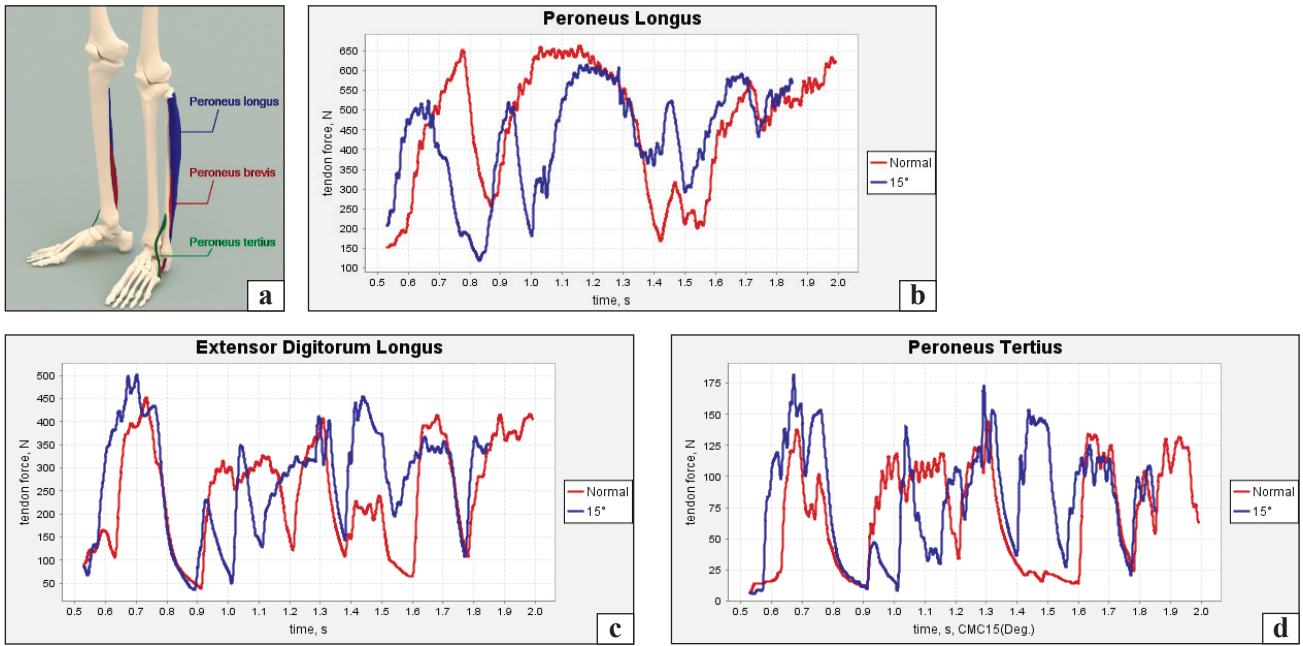 Peroneus longus
Peroneus brevis
Peroneus tertius
a
Peroneus Longus
tendon force, N
650
600
550
500
450
400
350
300
250
200
150
100
0.5 0.6 0.7 0.8 0.9 1.0 1.1 1.2 1.3 1.4 1.5 1.6 1.7 1.8 1.9 2.0
time, s
Normal
15°
b
Extensor Digitorum Longus
tendon force, N
500
450
400
350
300
250
200
150
100
50
0.5 0.6 0.7 0.8 0.9 1.0 1.1 1.2 1.3 1.4 1.5 1.6 1.7 1.8 1.9 2.0
time, s
Normal
15°
c
Peroneus Tertius
tendon force, N
175
150
125
100
75
50
25
0
0.5 0.6 0.7 0.8 0.9 1.0 1.1 1.2 1.3 1.4 1.5 1.6 1.7 1.8 1.9 2.0
time, s, CMC15(Deg.)
Normal
15°
d